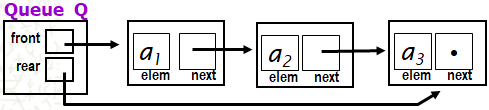 Queue Q
front
rear
a1
elem next
a2
elem next
a3
elem next